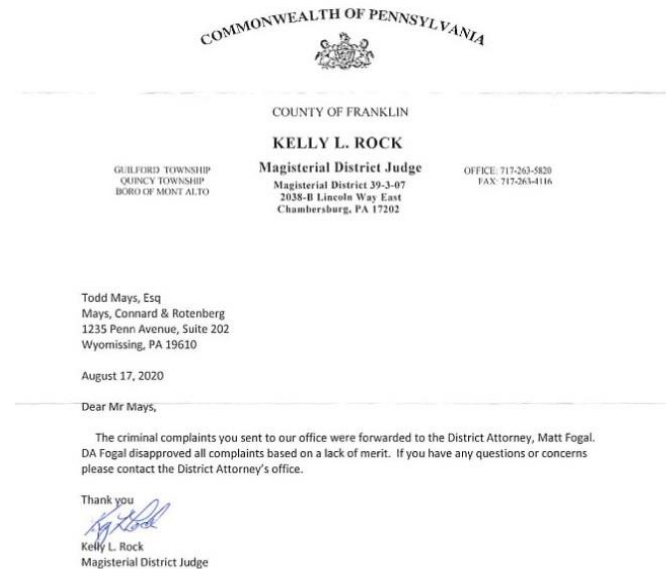 COMMONWEALTH OF PENNSYLVANIA
COUNTY OF FRANKLIN
KELLY L. ROCK
GUILFORD TOWNSHIP
QUINCY TOWNSHIP
BORO OF MONT ALTO
Magisterial District Judge
Magisterial District 39-3-07
2038-B Lincoln Way East
Chambersburg, PA 17202
OFFICE: 717-263-5820
FAX: 717-263-4116
Todd Mays, Esq
Mays, Connard & Rotenberg
1235 Penn Avenue, Suite 202
Wyomissing, PA 19610
August 17, 2020
Dear Mr Mays,
The criminal complaints you sent to our office were forwarded to the District Attorney, Matt Fogal.
DA Fogal disapproved all complaints based on a lack of merit. If you have any questions or concerns
please contact the District Attorney's office.
Thank you
Kelly L. Rock
Magisterial District Judge